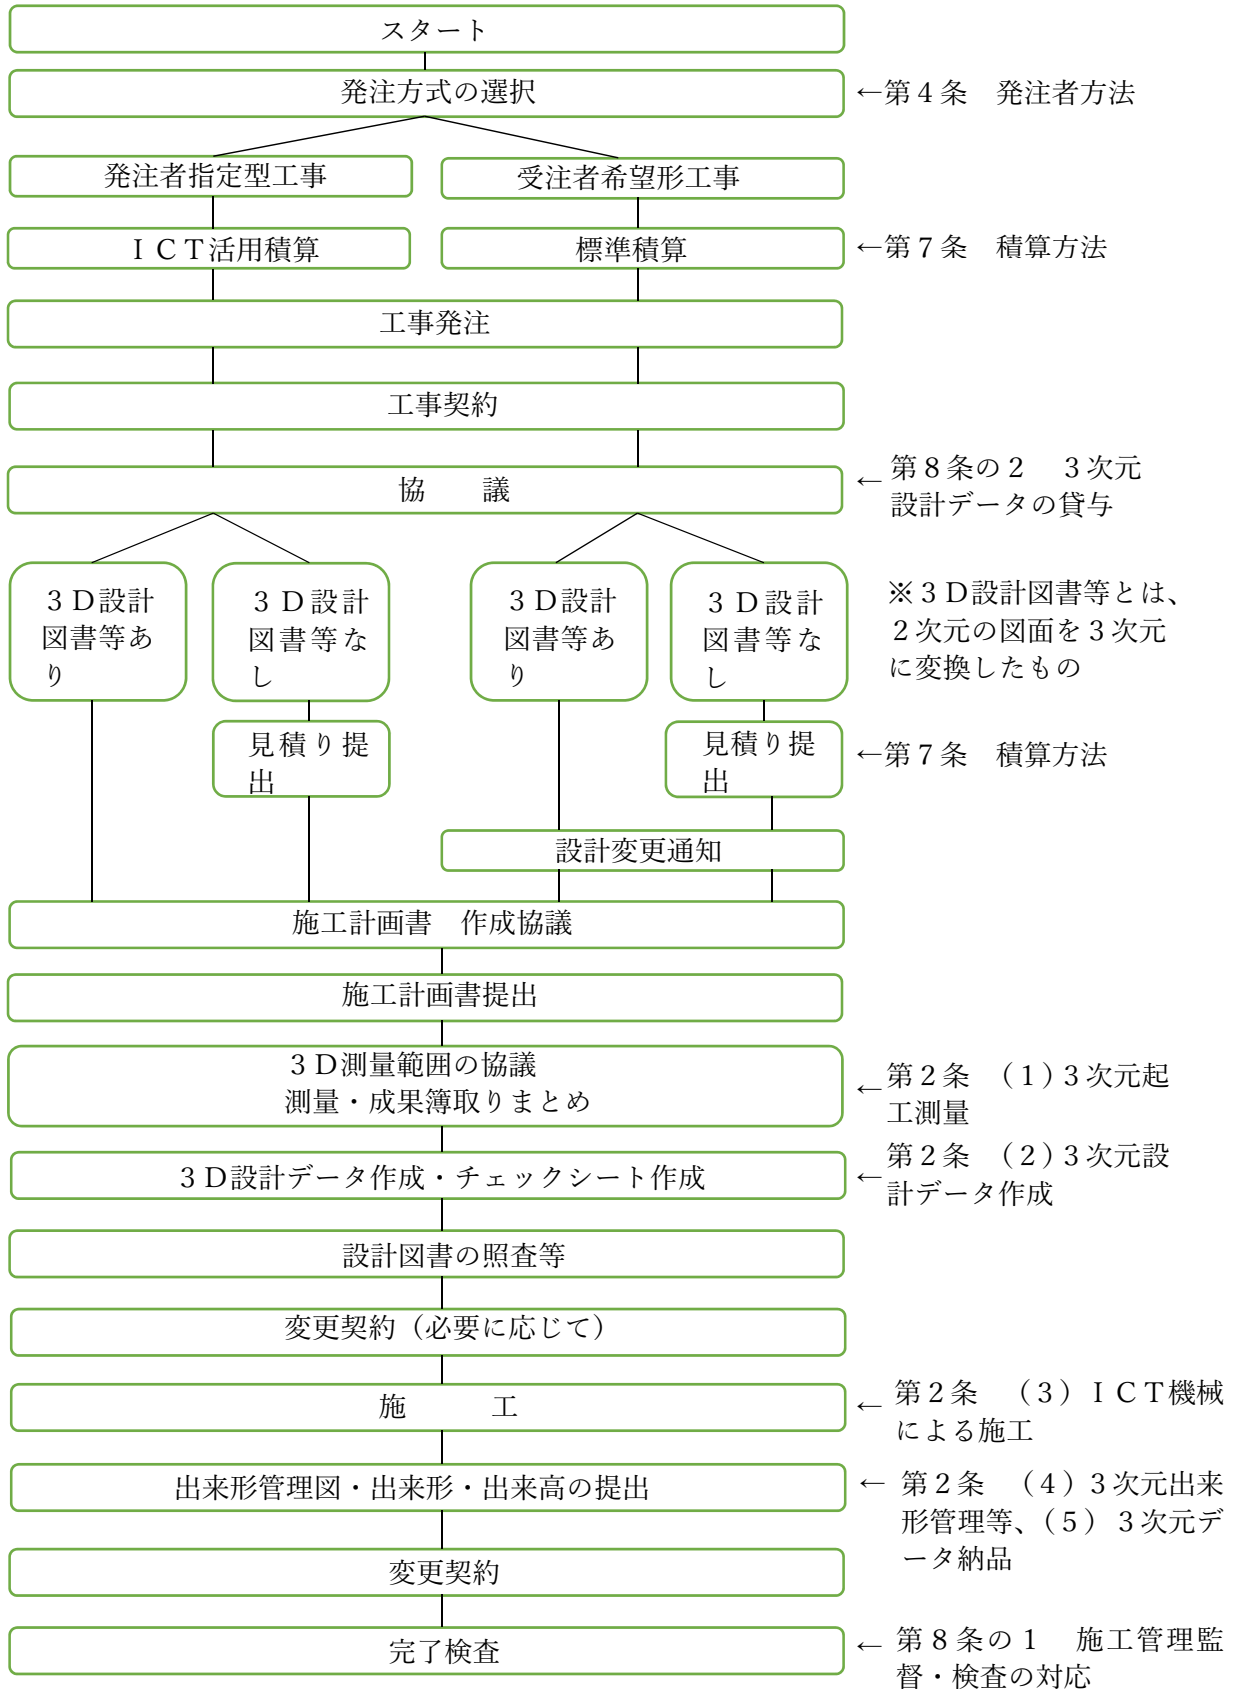 スタート
発注方式の選択
←第４条　発注者方法
発注者指定型工事
受注者希望形工事
ＩＣＴ活用積算
標準積算
←第７条　積算方法
工事発注
工事契約
協　　議
← 第８条の２　３次元
設計データの貸与
３Ｄ設計
図書等あ
り
３Ｄ設計
図書等な
し
３Ｄ設計
図書等あ
り
３Ｄ設計
図書等な
し
※３Ｄ設計図書等とは、
２次元の図面を３次元
に変換したもの
見積り提
出
見積り提
出
←第７条　積算方法
設計変更通知
施工計画書　作成協議
施工計画書提出
３Ｄ測量範囲の協議
測量・成果簿取りまとめ
← 第２条　（１）３次元起
工測量
３Ｄ設計データ作成・チェックシート作成
← 第２条　（２）３次元設
計データ作成
設計図書の照査等
変更契約（必要に応じて）
施　　　工
← 第２条　（３）ＩＣＴ機械
による施工
出来形管理図・出来形・出来高の提出
← 第２条　（４）３次元出来
形管理等、（５）３次元デ
ータ納品
変更契約
完了検査
← 第８条の１　施工管理監
督・検査の対応